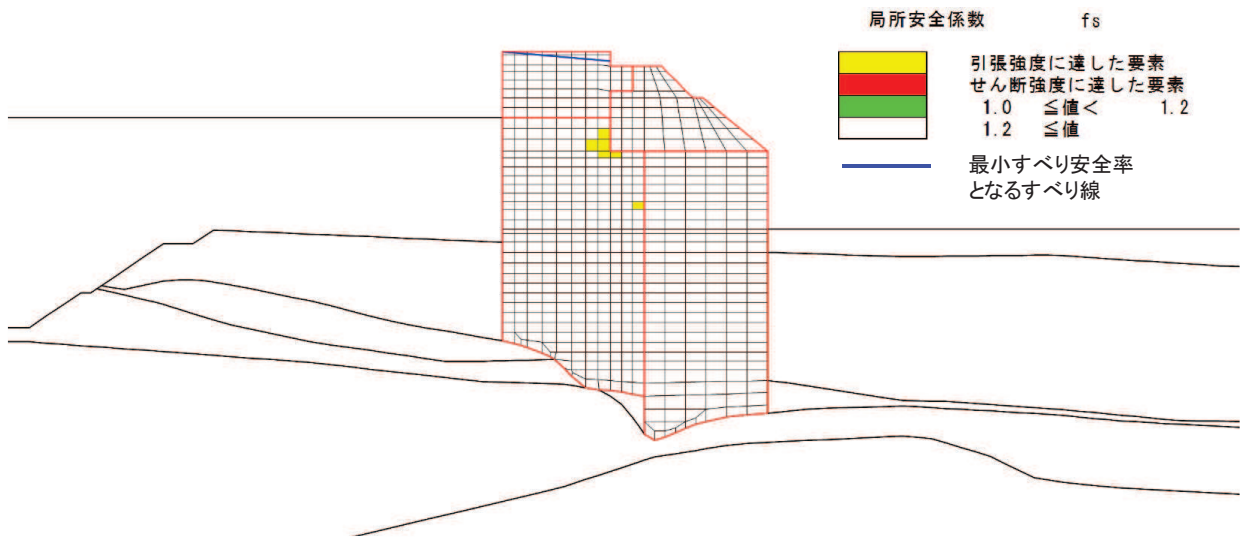 局所安全係数 fs
引張強度に達した要素
せん断強度に達した要素
1.0 ≦値< 1.2
1.2 ≦値
最小すべり安全率
となるすべり線